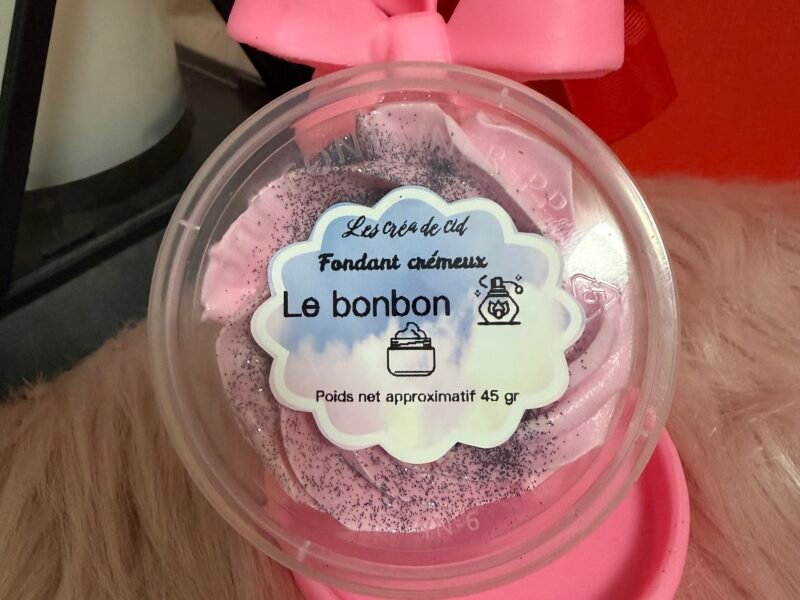 Les créa de cid
Fondant crémeux
Le bonbon
Poids net approximatif 45 gr